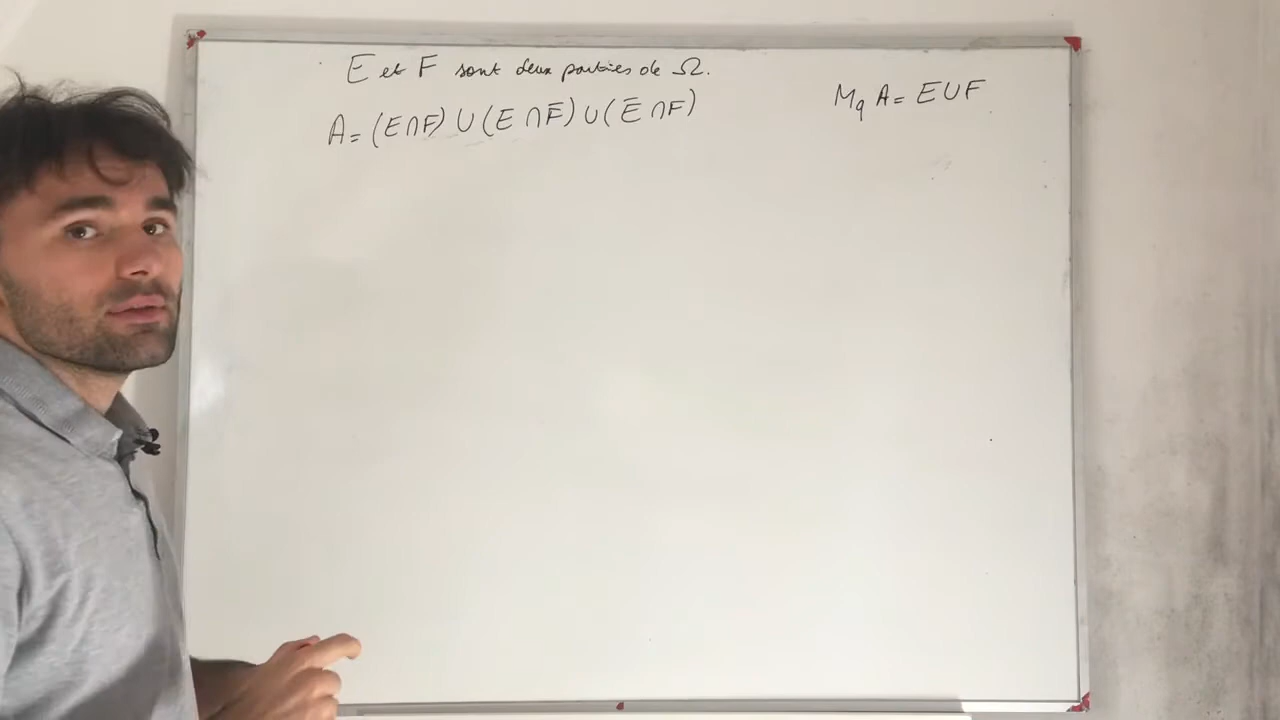 E et F sont deux parties de Ω.
A = (E ∩ F) ∪ (E ∩ F̅) ∪ (E̅ ∩ F)
Mq A = E ∪ F